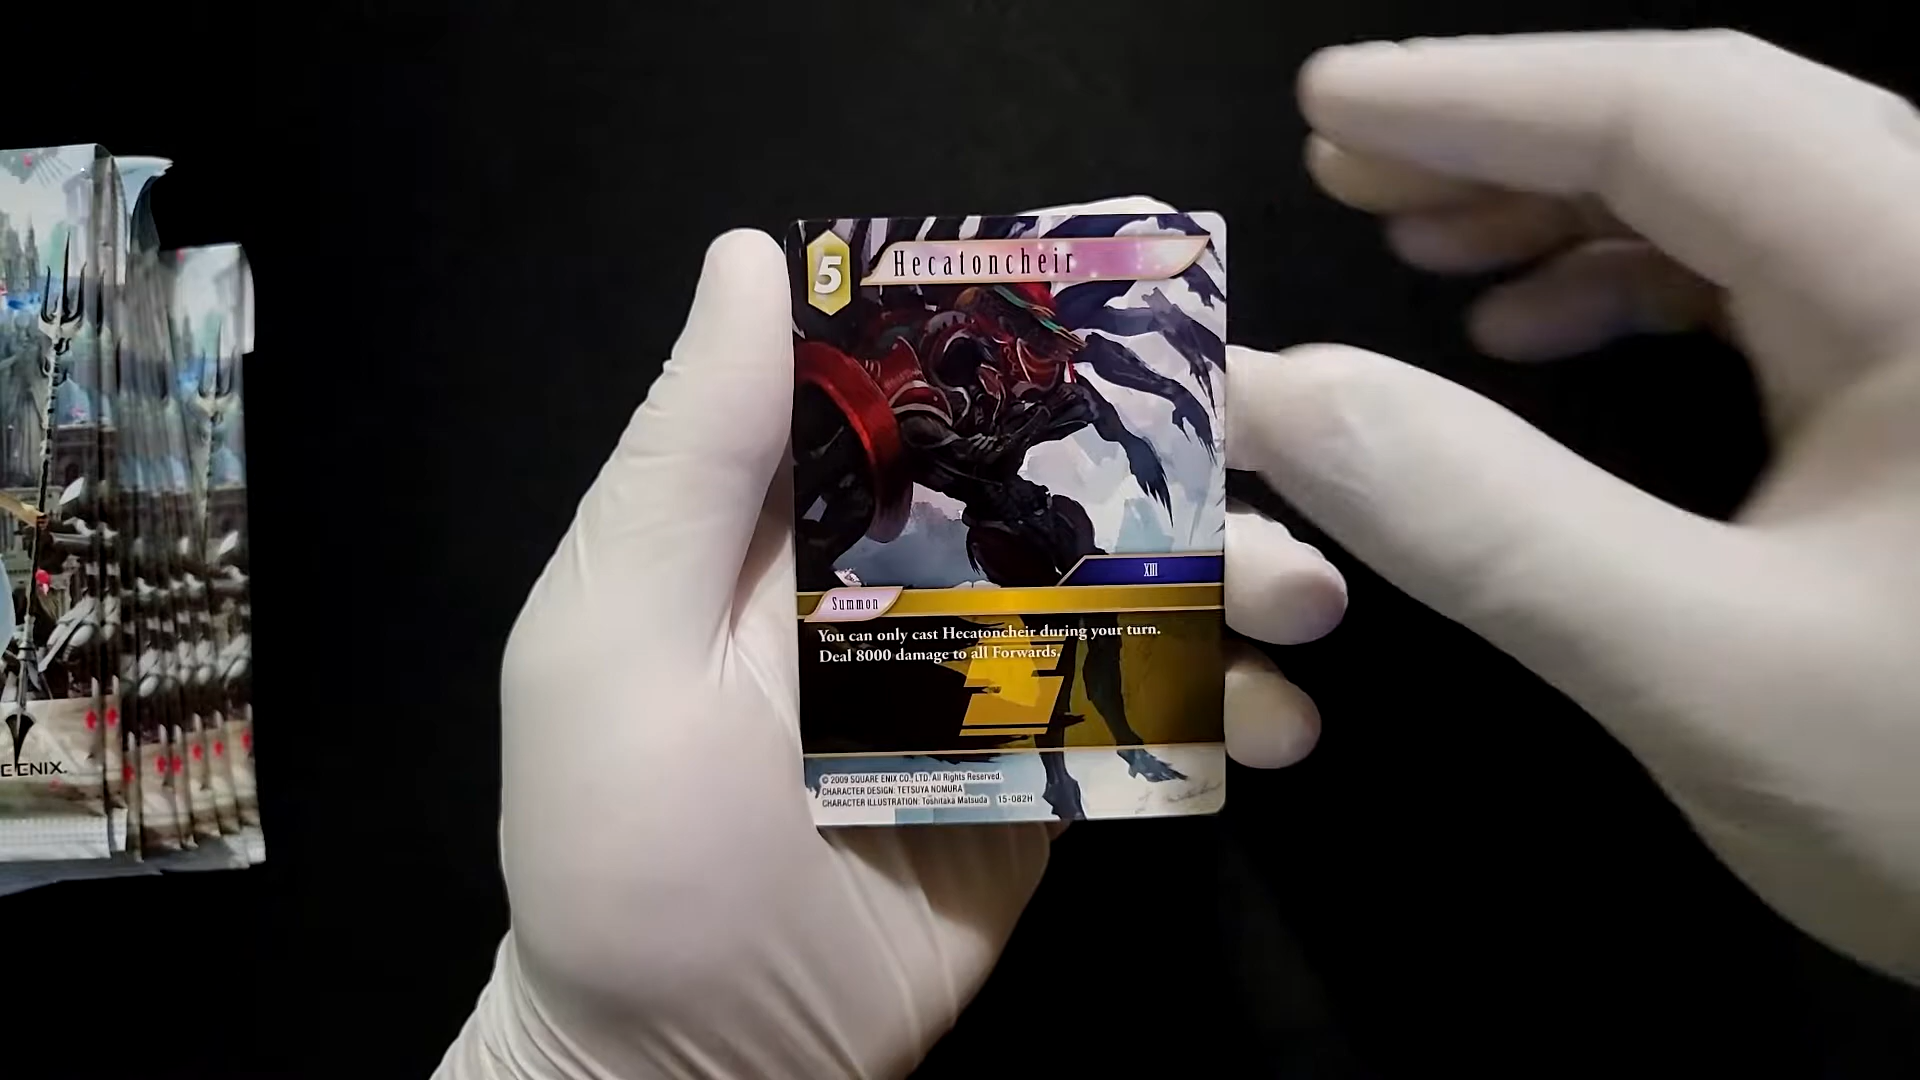 5
Hecatoncheir
XIII
Summon
You can only cast Hecatoncheir during your turn.
Deal 8000 damage to all Forwards.
© 2009 SQUARE ENIX CO., LTD. All Rights Reserved.
CHARACTER DESIGN: TETSUYA NOMURA
CHARACTER ILLUSTRATION: Toshitaka Matsuda 15-082H
ENIX.